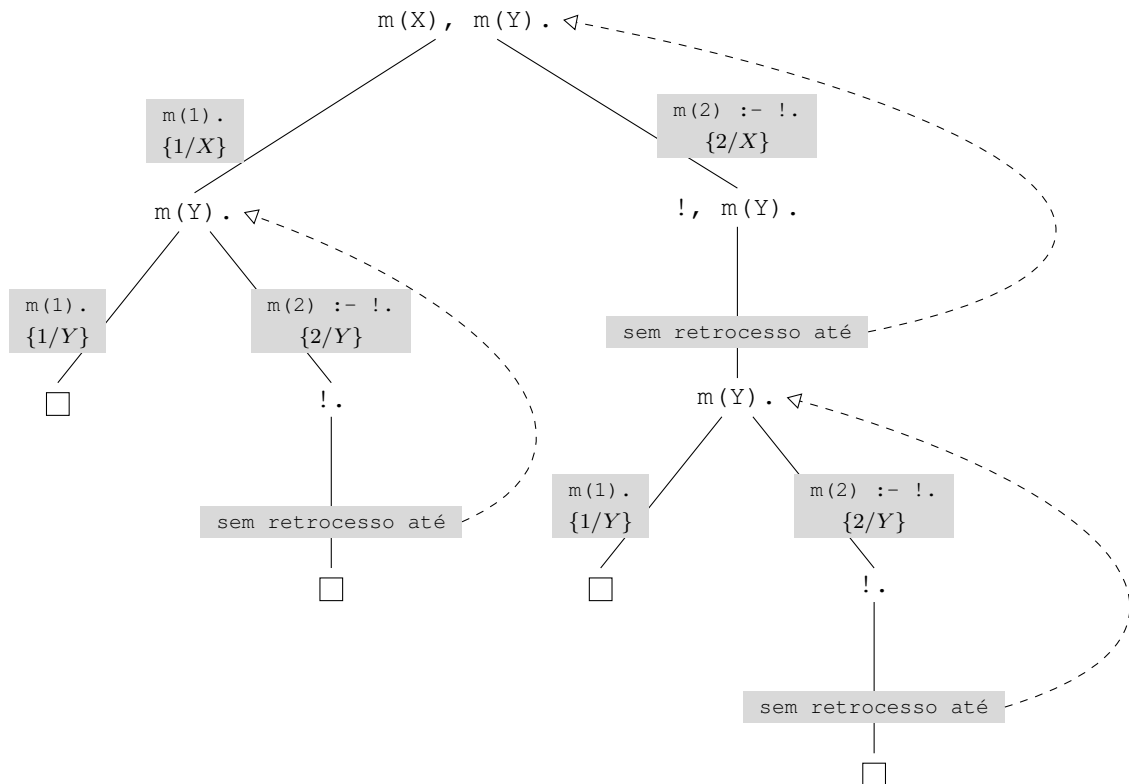 m(X), m(Y).
m(1).
{1/X}
m(2) :- !.
{2/X}
m(Y).
!, m(Y).
m(1).
{1/Y}
m(2) :- !.
{2/Y}
sem retrocesso até
!.
m(Y).
m(1).
{1/Y}
m(2) :- !.
{2/Y}
sem retrocesso até
!.
sem retrocesso até